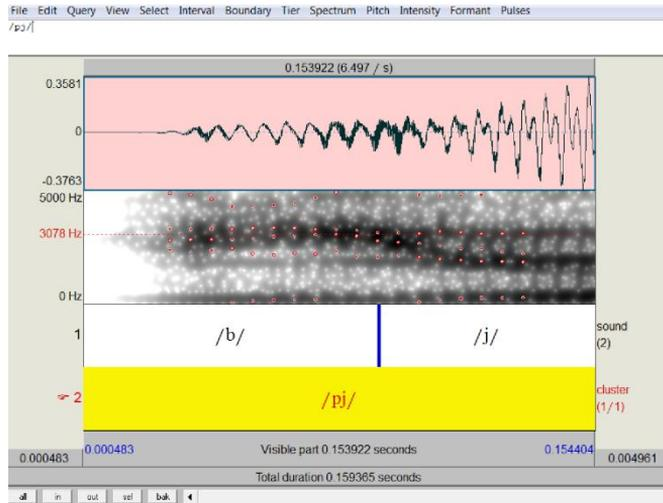 File Edit Query View Select Interval Boundary Tier Spectrum Pitch Intensity Formant Pulses
/pj/
0.153922 (6.497 / s)
0.3581
0
-0.3763
5000 Hz
3078 Hz
0 Hz
1 /b/ /j/ sound (2)
2 /pj/ cluster (1/1)
0.000483 0.000483 Visible part 0.153922 seconds 0.154404 0.004961
Total duration 0.159365 seconds
all in out sel bak